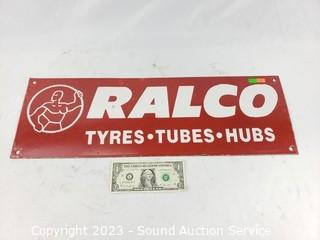 RALCO
TYRES•TUBES•HUBS
Copyright ©2023 - Sound Auction Service